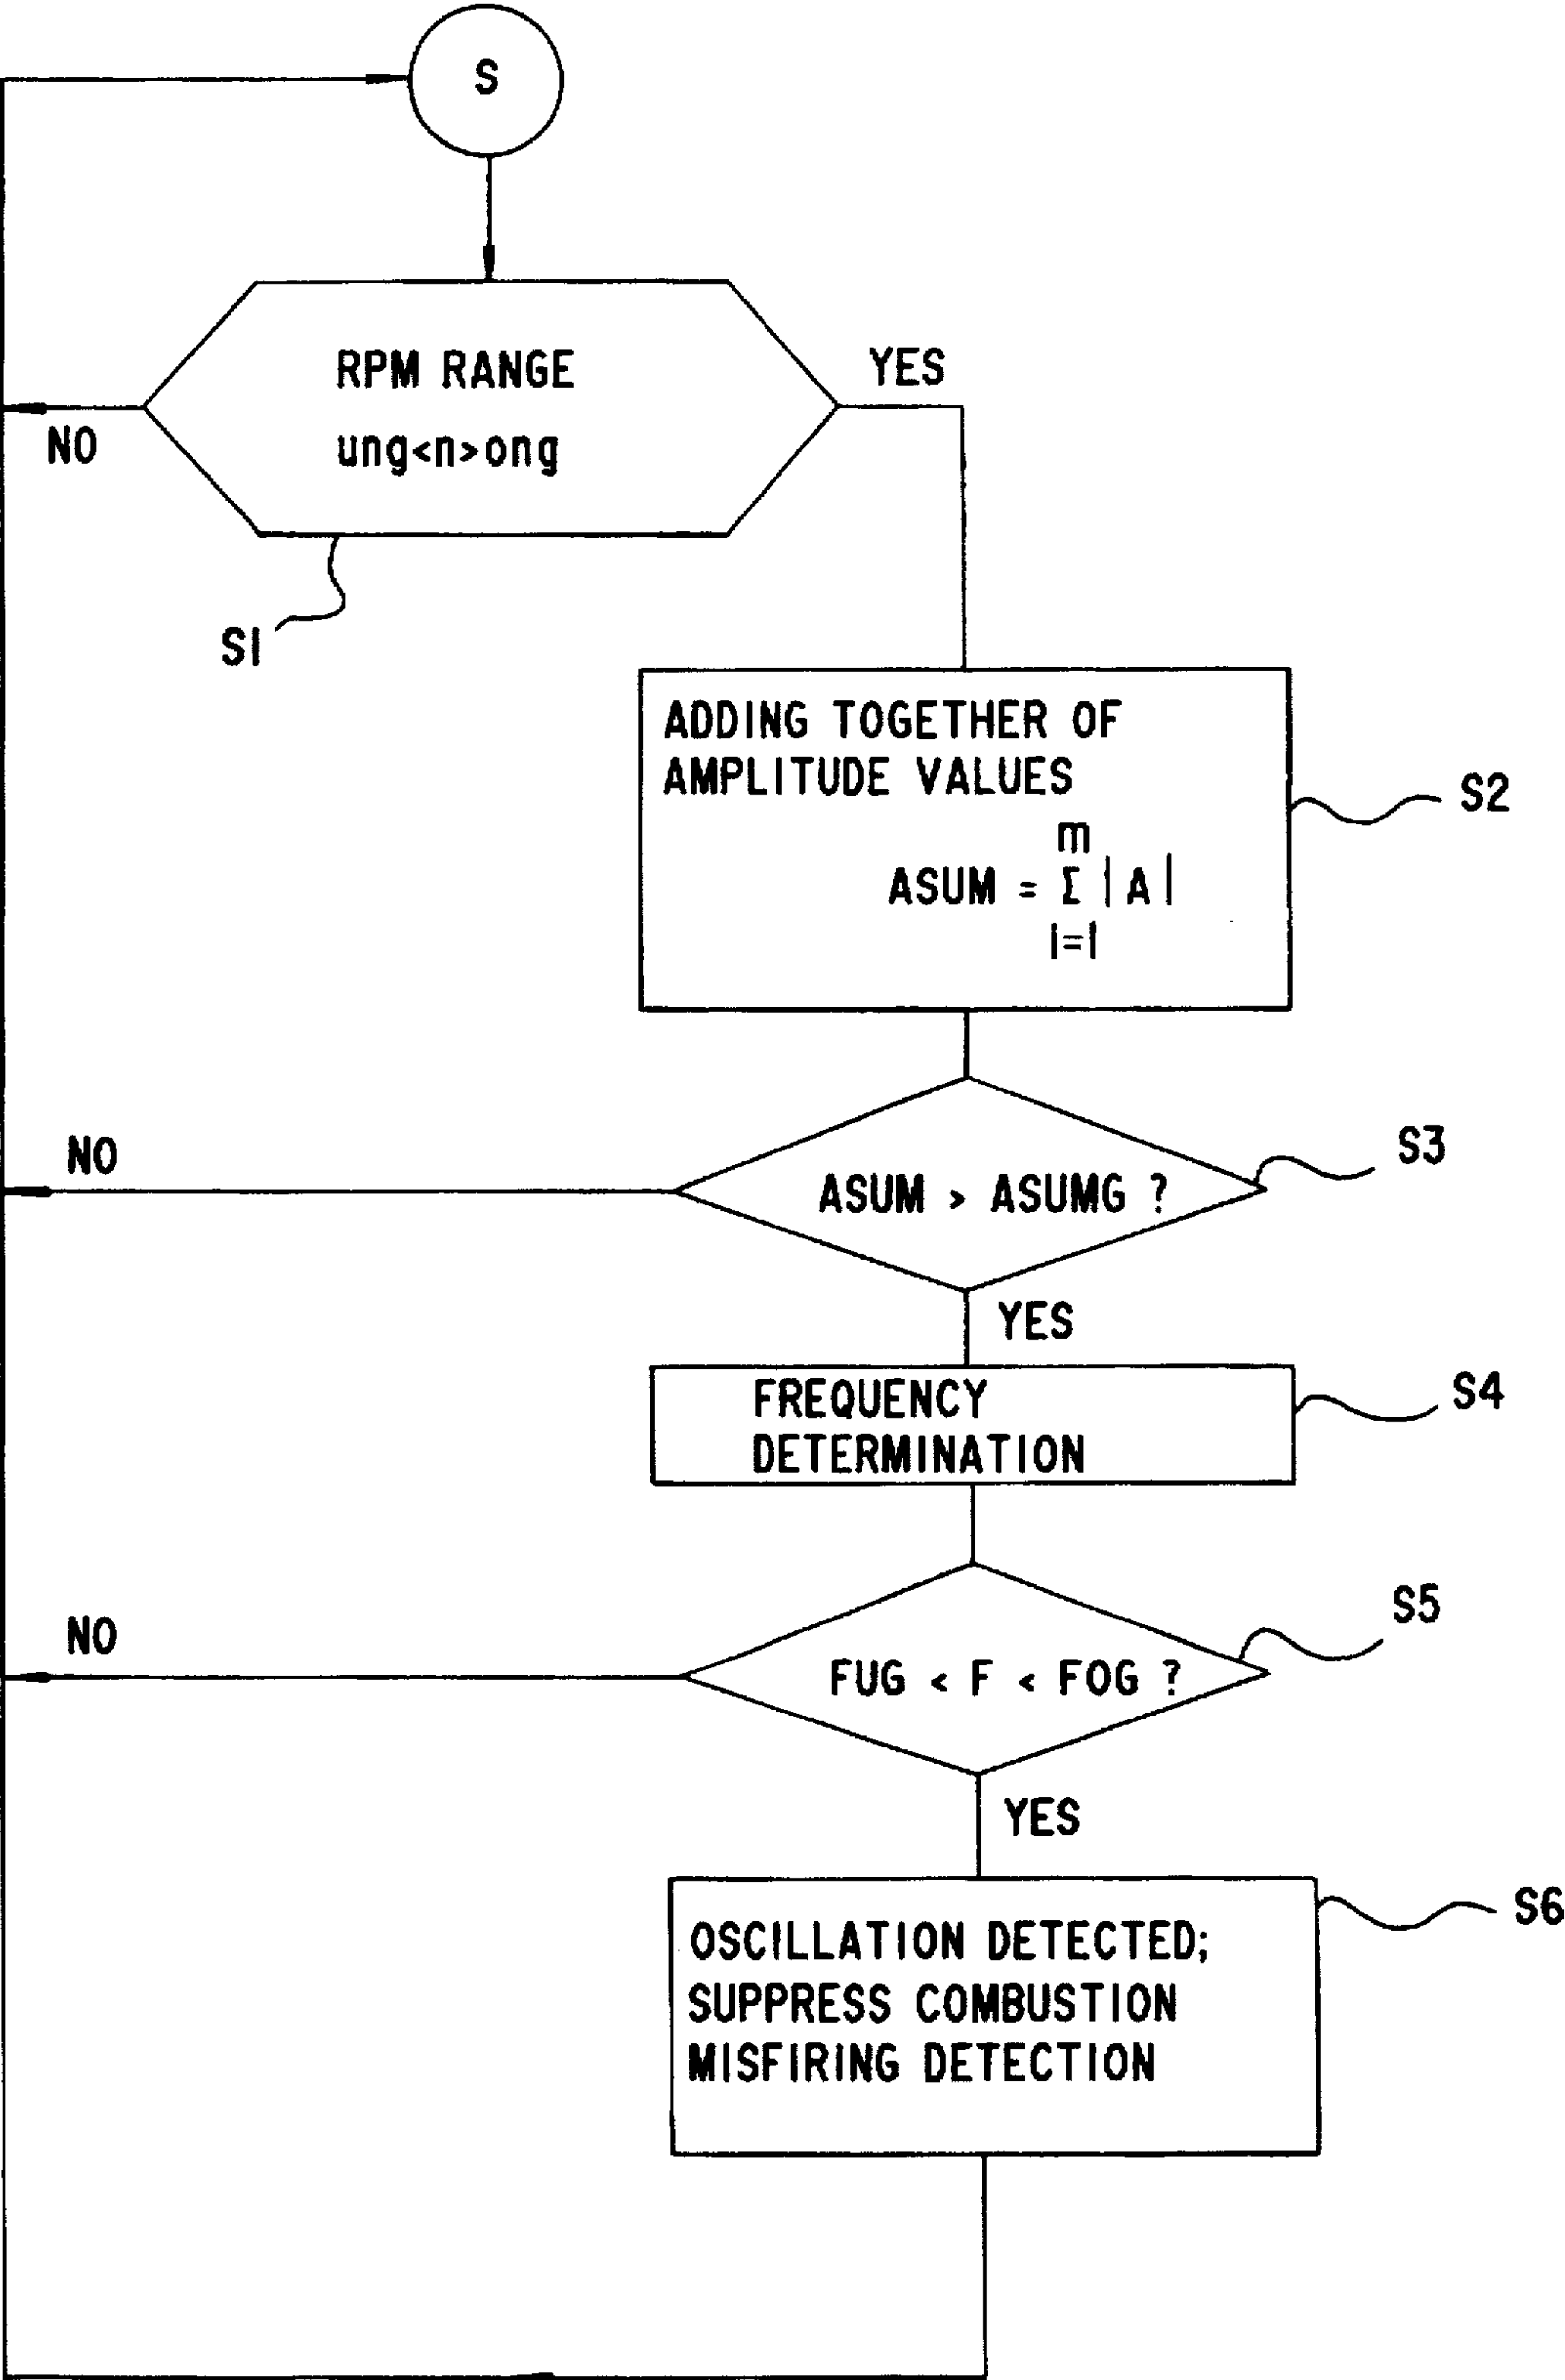 S
RPM RANGE
ung<n>ong
YES
NO
S1
ADDING TOGETHER OF
AMPLITUDE VALUES
m
ASUM = Σ |A|
i=1
S2
ASUM > ASUMG ?
NO
S3
YES
FREQUENCY
DETERMINATION
S4
FUG < F < FOG ?
NO
S5
YES
OSCILLATION DETECTED;
SUPPRESS COMBUSTION
MISFIRING DETECTION
S6